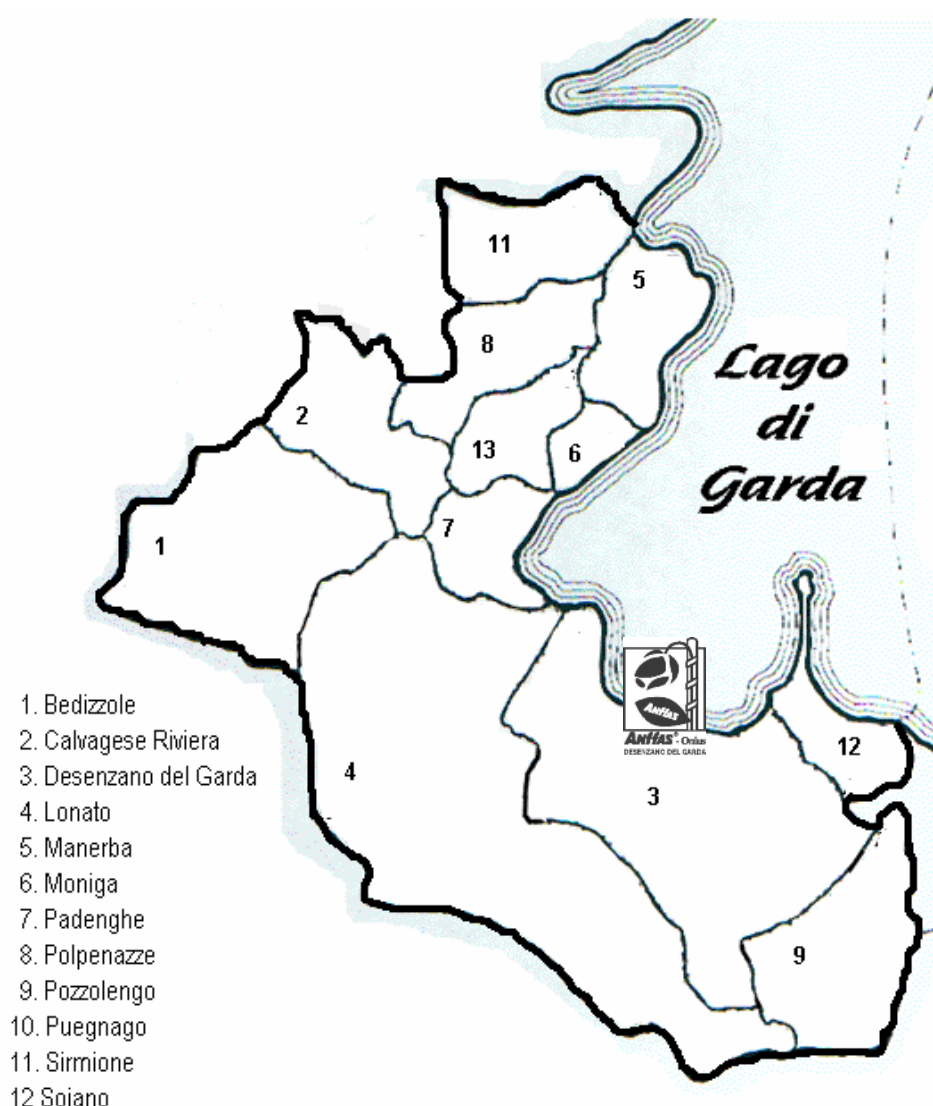 11
5
8
2
13
6
7
1
Lago
di
Garda
ANffAS
ANffAS® - Onlus
DESENZANO DEL GARDA
12
4
3
9
1. Bedizzole
2. Calvagese Riviera
3. Desenzano del Garda
4. Lonato
5. Manerba
6. Moniga
7. Padenghe
8. Polpenazze
9. Pozzolengo
10. Puegnago
11. Sirmione
12 Soiano